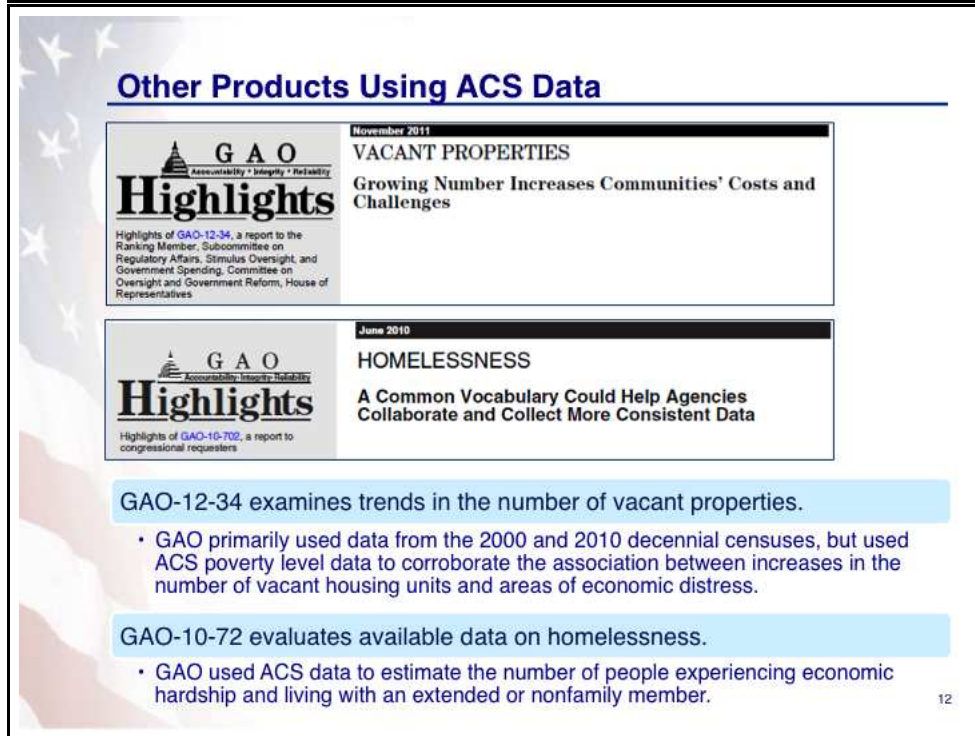 Other Products Using ACS Data
G A O
Accountability * Integrity * Reliability
Highlights
Highlights of GAO-12-34, a report to the
Ranking Member, Subcommittee on
Regulatory Affairs, Stimulus Oversight, and
Government Spending, Committee on
Oversight and Government Reform, House of
Representatives
November 2011
VACANT PROPERTIES
Growing Number Increases Communities' Costs and
Challenges
G A O
Accountability Integrity Reliability
Highlights
Highlights of GAO-10-702, a report to
congressional requesters
June 2010
HOMELESSNESS
A Common Vocabulary Could Help Agencies
Collaborate and Collect More Consistent Data
GAO-12-34 examines trends in the number of vacant properties.
• GAO primarily used data from the 2000 and 2010 decennial censuses, but used
ACS poverty level data to corroborate the association between increases in the
number of vacant housing units and areas of economic distress.
GAO-10-72 evaluates available data on homelessness.
• GAO used ACS data to estimate the number of people experiencing economic
hardship and living with an extended or nonfamily member.
12